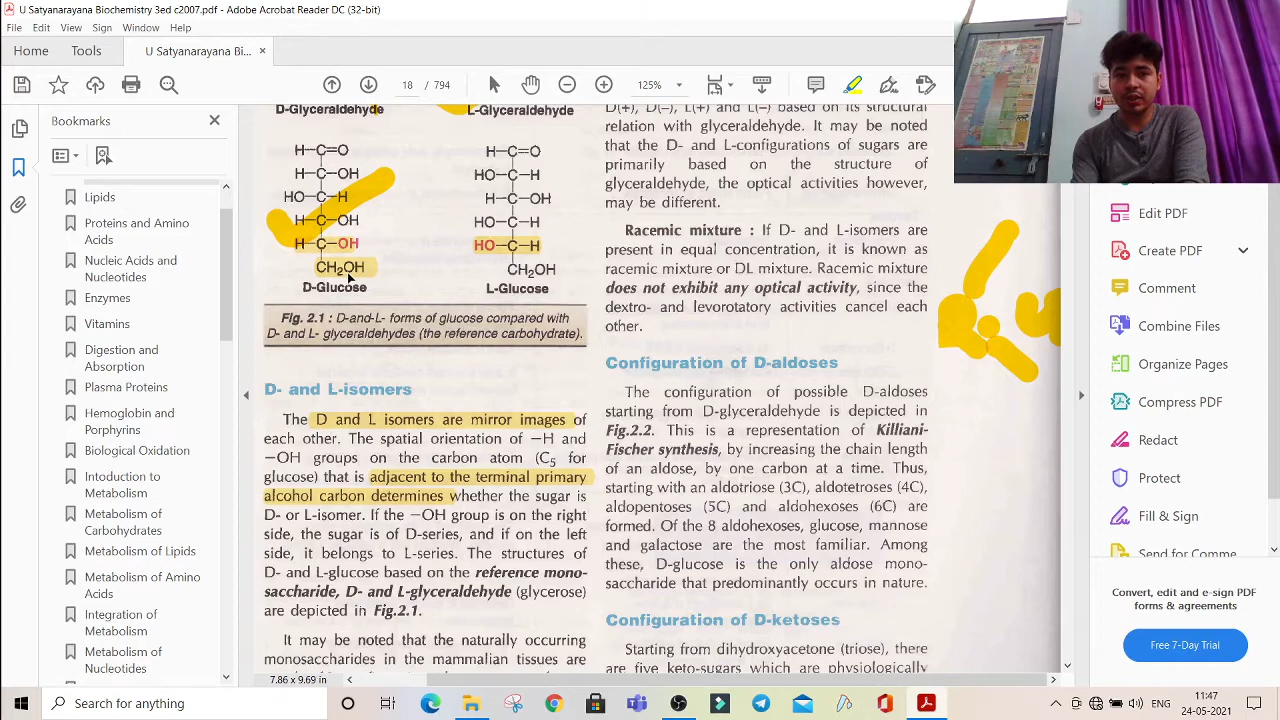 U Satyanarayana Biochemistry 3ed c2007.pdf - Adobe Acrobat Reader DC (32-bit)
File Edit View Sign Window Help
Home Tools U Satyanarayana Bi... ×
18 / 794 125%
Bookmarks
Lipids
Proteins and Amino
Acids
Nucleic Acids and
Nucleotides
Enzymes
Vitamins
Digestion and
Absorption
Plasma Proteins
Hemoglobin and
Porphyrins
Biological Oxidation
Intoduction to
Metabolism
Metabolism of
Carbohydrates
Metabolism of Lipids
Metabolism of Amino
Acids
Integration of
Metabolism
Metabolism of
Nucleotides
D-Glyceraldehyde L-Glyceraldehyde
H—C=O H—C=O
H—C—OH HO—C—H
HO—C—H H—C—OH
H—C—OH HO—C—H
H—C—OH HO—C—H
CH₂OH CH₂OH
D-Glucose L-Glucose
Fig. 2.1 : D-and-L- forms of glucose compared with
D- and L- glyceraldehydes (the reference carbohydrate).
D- and L-isomers
The D and L isomers are mirror images of
each other. The spatial orientation of —H and
—OH groups on the carbon atom (C₅ for
glucose) that is adjacent to the terminal primary
alcohol carbon determines whether the sugar is
D- or L-isomer. If the —OH group is on the right
side, the sugar is of D-series, and if on the left
side, it belongs to L-series. The structures of
D- and L-glucose based on the reference mono-
saccharide, D- and L-glyceraldehyde (glycerose)
are depicted in Fig.2.1.
It may be noted that the naturally occurring
monosaccharides in the mammalian tissues are
D(+), D(–), L(+) and L(–) based on its structural
relation with glyceraldehyde. It may be noted
that the D- and L-configurations of sugars are
primarily based on the structure of
glyceraldehyde, the optical activities however,
may be different.
Racemic mixture : If D- and L-isomers are
present in equal concentration, it is known as
racemic mixture or DL mixture. Racemic mixture
does not exhibit any optical activity, since the
dextro- and levorotatory activities cancel each
other.
Configuration of D-aldoses
The configuration of possible D-aldoses
starting from D-glyceraldehyde is depicted in
Fig.2.2. This is a representation of Killiani-
Fischer synthesis, by increasing the chain length
of an aldose, by one carbon at a time. Thus,
starting with an aldotriose (3C), aldotetroses (4C),
aldopentoses (5C) and aldohexoses (6C) are
formed. Of the 8 aldohexoses, glucose, mannose
and galactose are the most familiar. Among
these, D-glucose is the only aldose mono-
saccharide that predominantly occurs in nature.
Configuration of D-ketoses
Starting from dihydroxyacetone (triose), there
are five keto-sugars which are physiologically
7.86 x 9.69 in
Edit PDF
Create PDF
Comment
Combine Files
Organize Pages
Compress PDF
Redact
Protect
Fill & Sign
Send for Comme
Convert, edit and e-sign PDF
forms & agreements
Free 7-Day Trial
Search for anything
ENG
11:47
24-05-2021